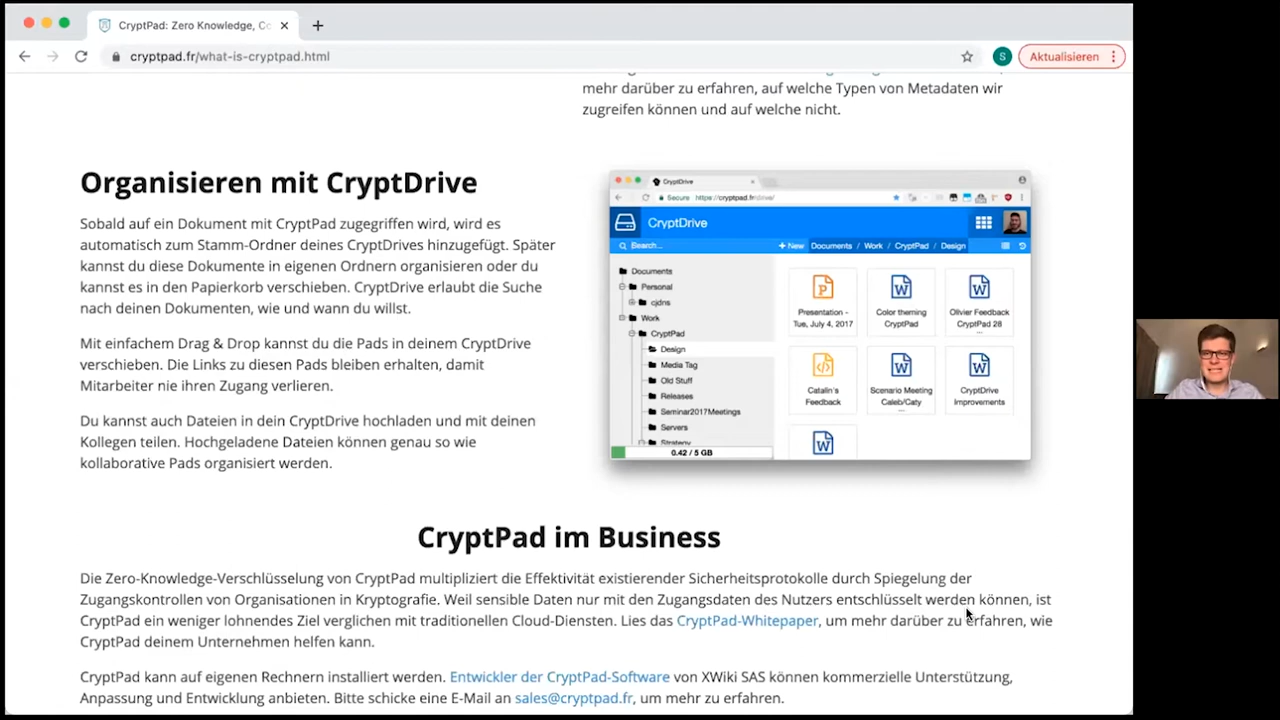 CryptPad: Zero Knowledge, Cc
cryptpad.fr/what-is-cryptpad.html
S
Aktualisieren
mehr darüber zu erfahren, auf welche Typen von Metadaten wir
zugreifen können und auf welche nicht.
Organisieren mit CryptDrive
Sobald auf ein Dokument mit CryptPad zugegriffen wird, wird es
automatisch zum Stamm-Ordner deines CryptDrives hinzugefügt. Später
kannst du diese Dokumente in eigenen Ordnern organisieren oder du
kannst es in den Papierkorb verschieben. CryptDrive erlaubt die Suche
nach deinen Dokumenten, wie und wann du willst.
Mit einfachem Drag & Drop kannst du die Pads in deinem CryptDrive
verschieben. Die Links zu diesen Pads bleiben erhalten, damit
Mitarbeiter nie ihren Zugang verlieren.
Du kannst auch Dateien in dein CryptDrive hochladen und mit deinen
Kollegen teilen. Hochgeladene Dateien können genau so wie
kollaborative Pads organisiert werden.
CryptDrive
Secure https://cryptpad.fr/drive/
CryptDrive
Search... + New Documents / Work / CryptPad / Design
Documents
Personal
cjdns
Work
CryptPad
Design
Media Tag
Old Stuff
Releases
Seminar2017Meetings
Servers
Strategy
0.42 / 5 GB
P
Presentation -
Tue, July 4, 2017
W
Color theming
CryptPad
W
Olivier Feedback
CryptPad 28
...
Catalin's
Feedback
W
Scenario Meeting
Caleb/Caty
...
W
CryptDrive
Improvements
W
CryptPad im Business
Die Zero-Knowledge-Verschlüsselung von CryptPad multipliziert die Effektivität existierender Sicherheitsprotokolle durch Spiegelung der
Zugangskontrollen von Organisationen in Kryptografie. Weil sensible Daten nur mit den Zugangsdaten des Nutzers entschlüsselt werden können, ist
CryptPad ein weniger lohnendes Ziel verglichen mit traditionellen Cloud-Diensten. Lies das CryptPad-Whitepaper, um mehr darüber zu erfahren, wie
CryptPad deinem Unternehmen helfen kann.
CryptPad kann auf eigenen Rechnern installiert werden. Entwickler der CryptPad-Software von XWiki SAS können kommerzielle Unterstützung,
Anpassung und Entwicklung anbieten. Bitte schicke eine E-Mail an sales@cryptpad.fr, um mehr zu erfahren.